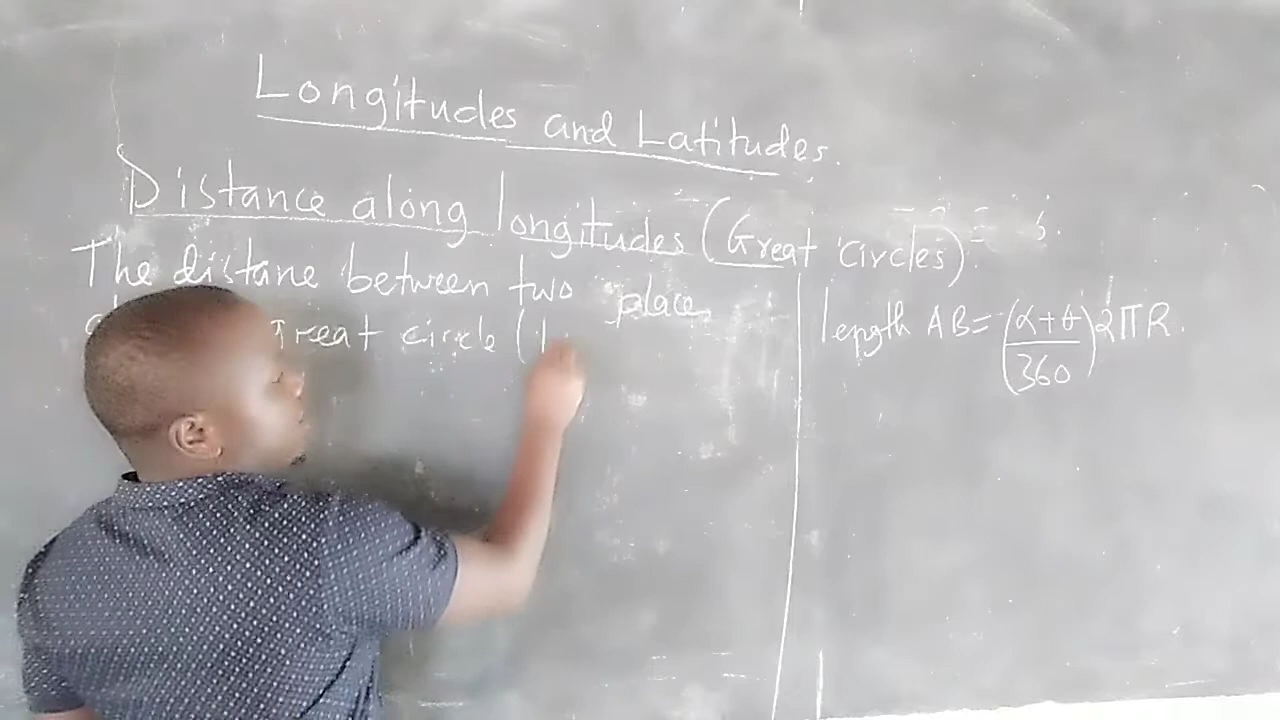 Longitudes and Latitudes.
Distance along longitudes (Great circles).
The distane between two place
great circle (
length AB = (α+θ/360) 2πR.